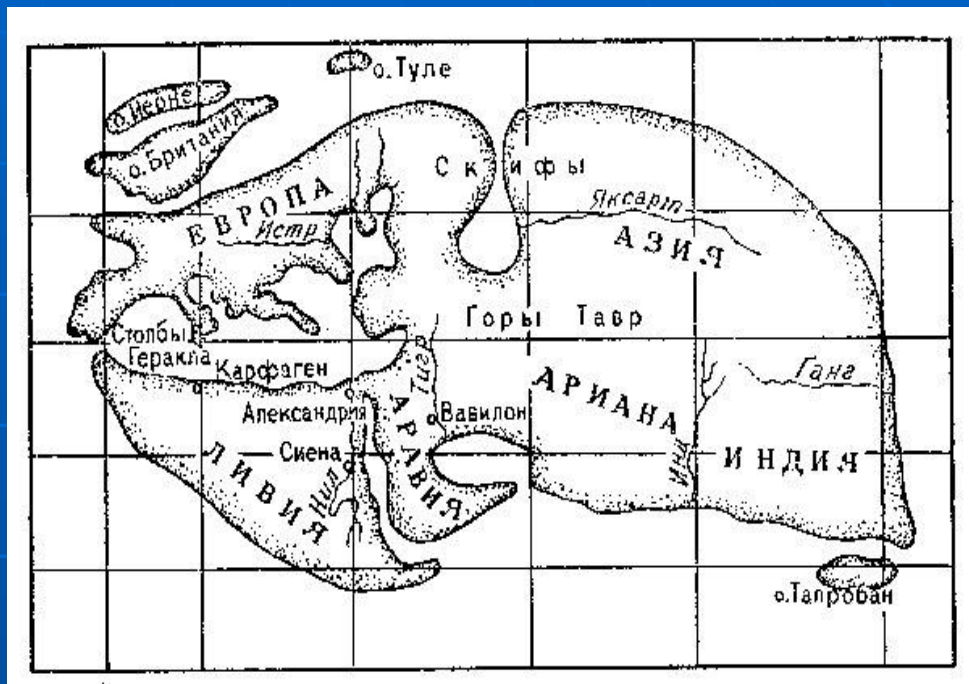 о. Туле
о. Иерне
о. Британия
Скифы
ЕВРОПА
Истр
Яксарт
АЗИЯ
Горы Тавр
Столбы
Геракла
Карфаген
Тигр
Ганг
АРИАНА
Александрия
Вавилон
АРАВИЯ
Сиена
ЛИВИЯ
Нил
Инд
ИНДИЯ
о. Тапробан